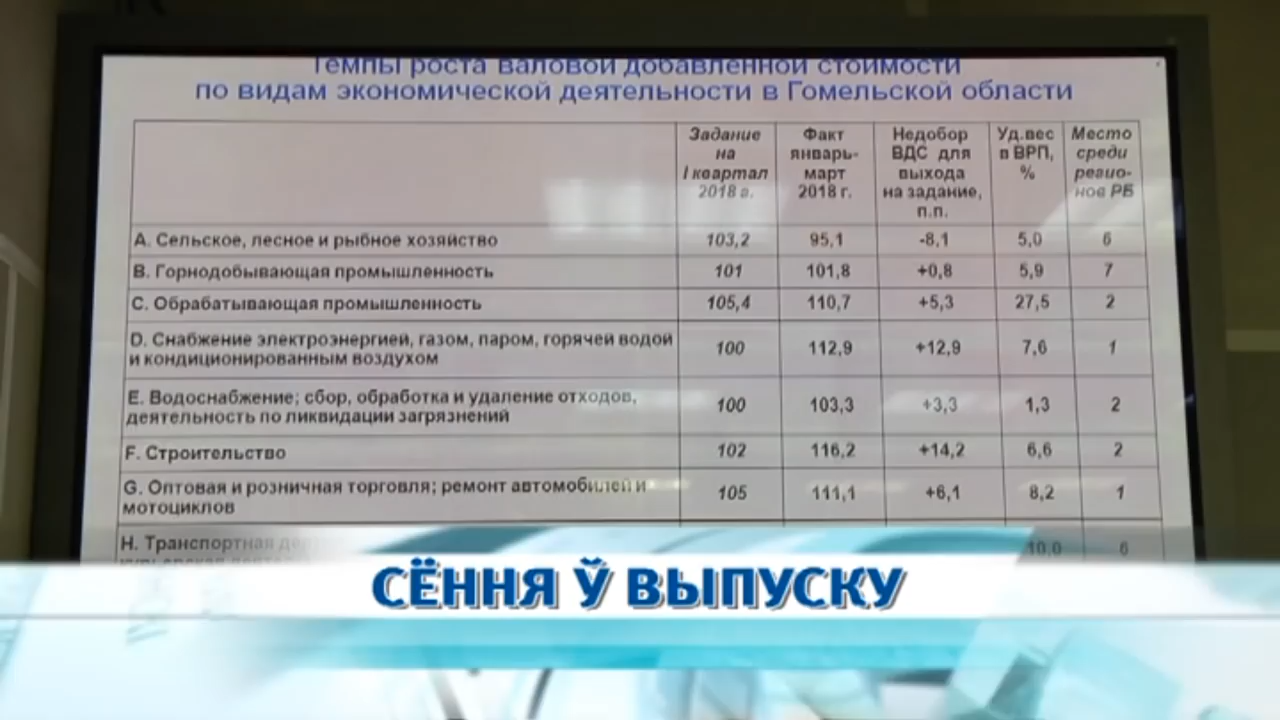 Темпы роста валовой добавленной стоимости
по видам экономической деятельности в Гомельской области
Задание на I квартал 2018 г. Факт январь-март 2018 г. Недобор ВДС для выхода на задание, п.п. Уд.вес в ВРП, % Место среди регио-нов РБ
А. Сельское, лесное и рыбное хозяйство 103,2 95,1 -8,1 5,0 6
В. Горнодобывающая промышленность 101 101,8 +0,8 5,9 7
С. Обрабатывающая промышленность 105,4 110,7 +5,3 27,5 2
D. Снабжение электроэнергией, газом, паром, горячей водой
и кондиционированным воздухом 100 112,9 +12,9 7,6 1
Е. Водоснабжение; сбор, обработка и удаление отходов,
деятельность по ликвидации загрязнений 100 103,3 +3,3 1,3 2
F. Строительство 102 116,2 +14,2 6,6 2
G. Оптовая и розничная торговля; ремонт автомобилей и
мотоциклов 105 111,1 +6,1 8,2 1
Н. Транспортная 10,0 6
СЁННЯ Ў ВЫПУСКУ